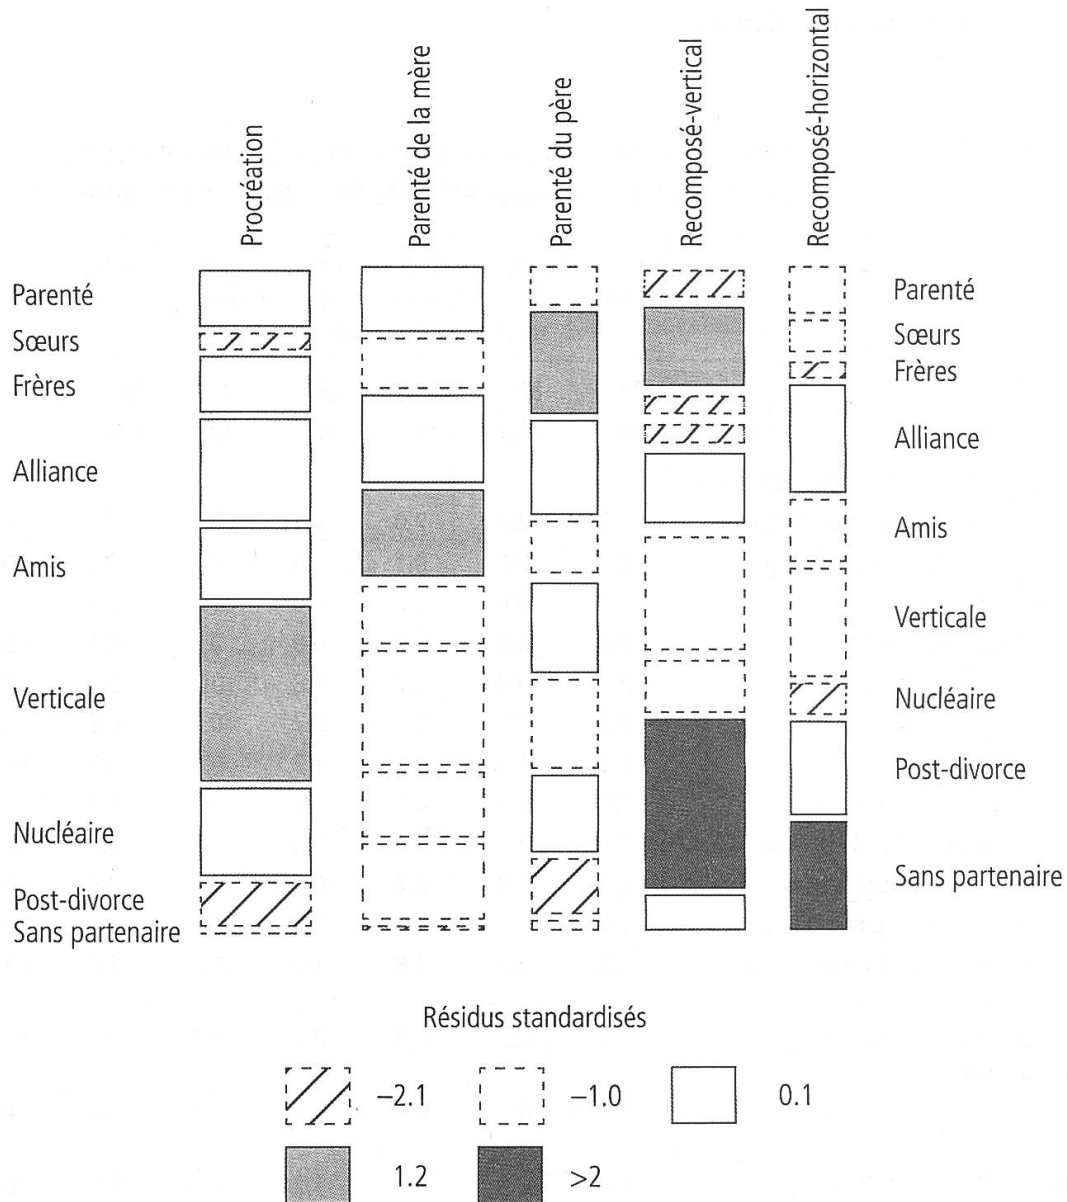 Procréation
Parenté de la mère
Parenté du père
Recomposé-vertical
Recomposé-horizontal
Parenté
Sœurs
Frères
Alliance
Amis
Verticale
Nucléaire
Post-divorce
Sans partenaire
Parenté
Sœurs
Frères
Alliance
Amis
Verticale
Nucléaire
Post-divorce
Sans partenaire
Résidus standardisés
–2.1 –1.0 0.1
1.2 >2